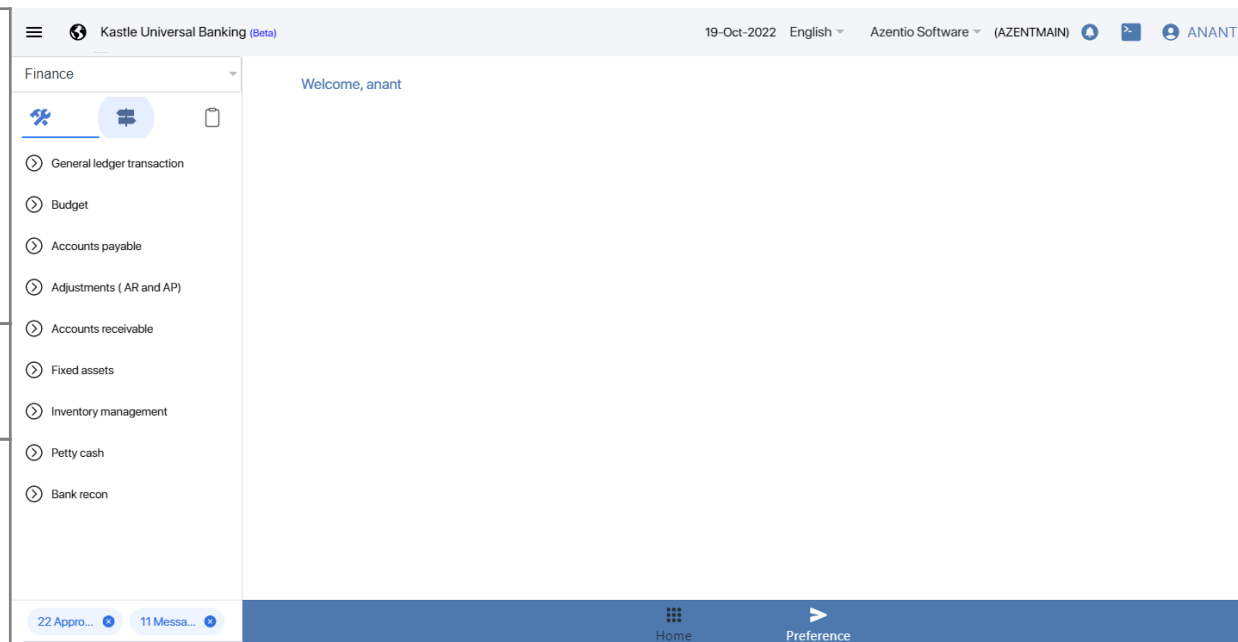 Kastle Universal Banking (Beta)
19-Oct-2022 English Azentio Software (AZENTMAIN) ANANT
Finance
Welcome, anant
General ledger transaction
Budget
Accounts payable
Adjustments ( AR and AP)
Accounts receivable
Fixed assets
Inventory management
Petty cash
Bank recon
22 Appro... 11 Messa...
Home Preference